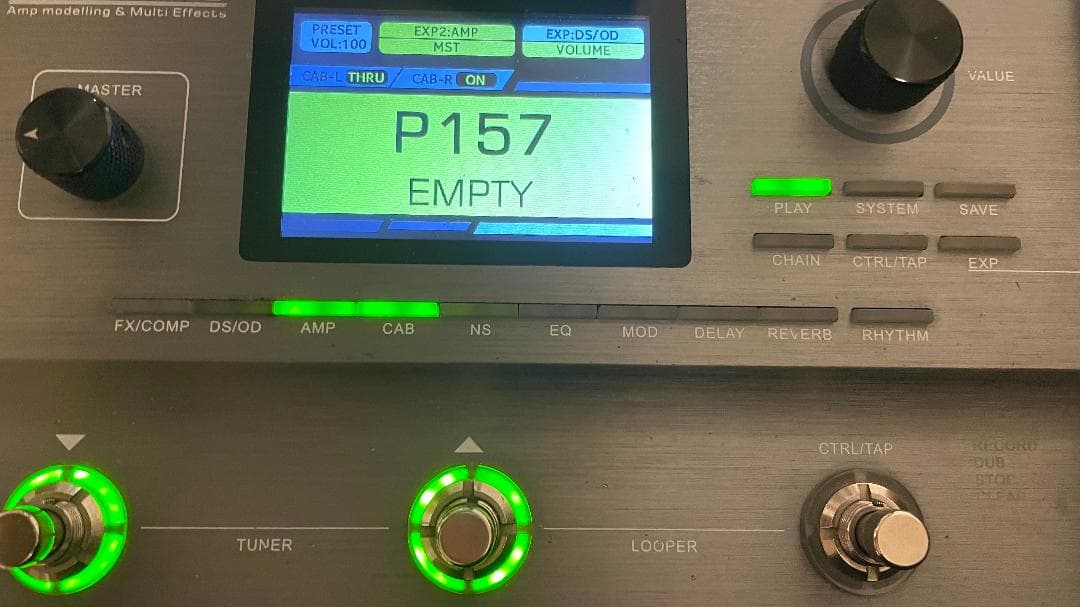 Amp modelling & Multi Effects
PRESET
VOL:100
EXP2:AMP
MST
EXP:DS/OD
VOLUME
CAB-L THRU
CAB-R ON
P157
EMPTY
MASTER
VALUE
PLAY
SYSTEM
SAVE
CHAIN
CTRL/TAP
EXP
FX/COMP
DS/OD
AMP
CAB
NS
EQ
MOD
DELAY
REVERB
RHYTHM
TUNER
LOOPER
CTRL/TAP
RECORD
DUB
STOP